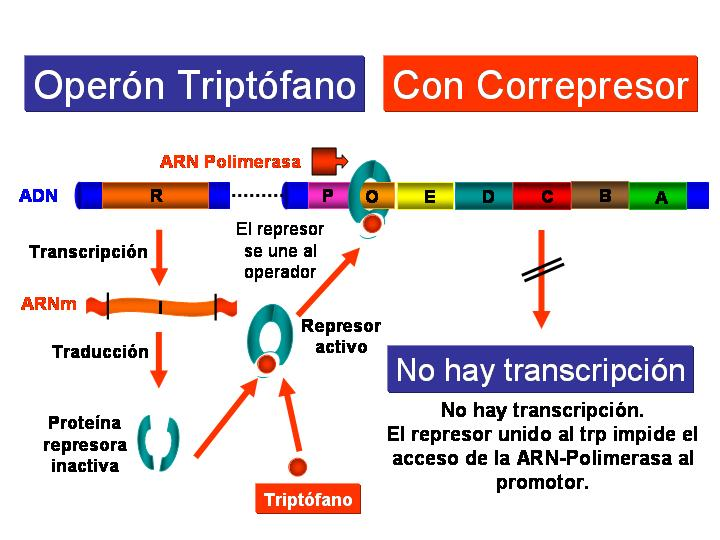 Operón Triptófano
Con Correpresor
ARN Polimerasa
ADN
R
P
O
E
D
C
B
A
El represor
se une al
operador
Transcripción
ARNm
Represor
activo
Traducción
No hay transcripción
Proteína
represora
inactiva
No hay transcripción.
El represor unido al trp impide el
acceso de la ARN-Polimerasa al
promotor.
Triptófano